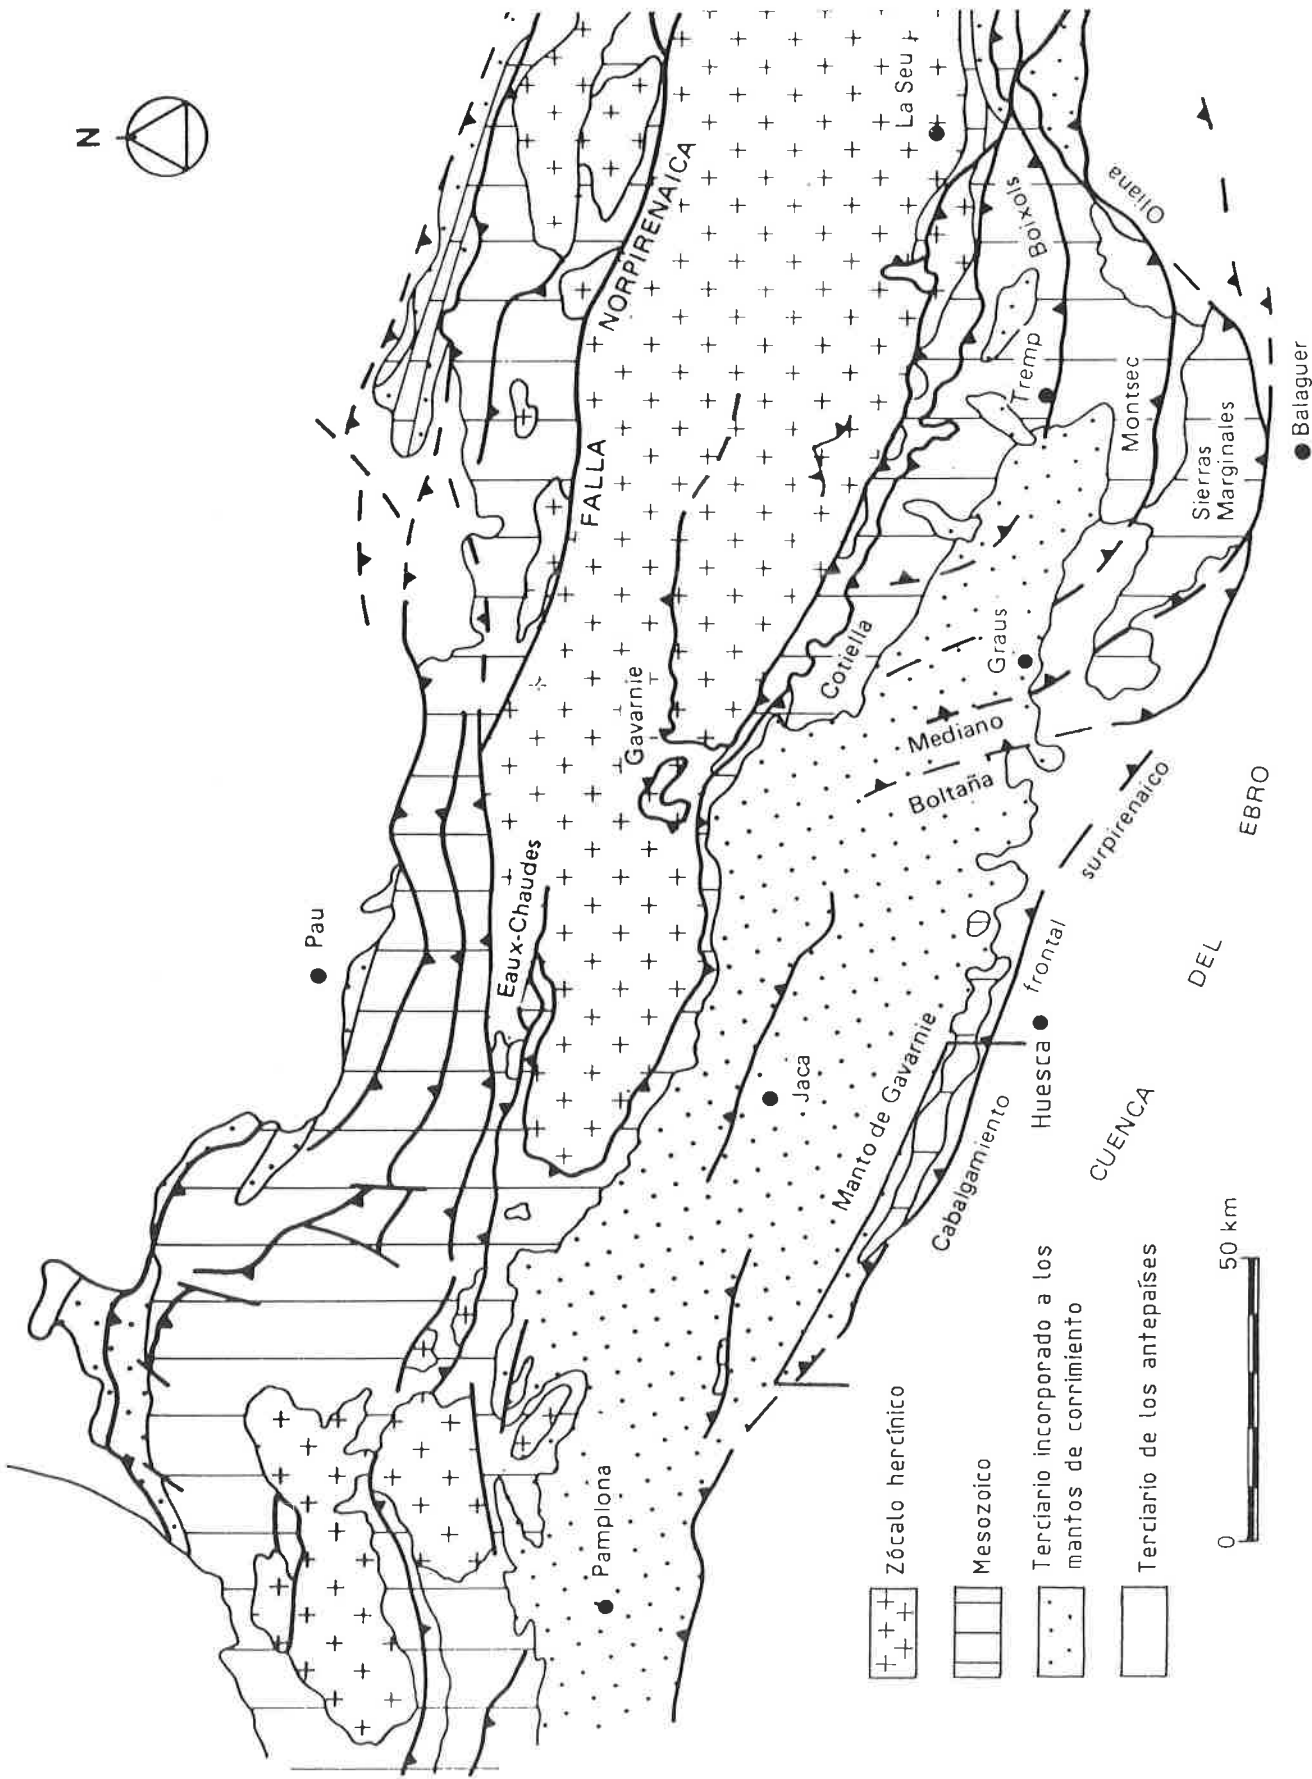 N
Pau
La Seu
NORPIRENAICA
FALLA
Gavarnie
Eaux-Chaudes
Oliana
Boixols
Tremp
Montsec
Sierras
Marginales
Balaguer
Cotiella
Graus
Mediano
Boltaña
surpirenaico
frontal
Cabalgamiento
Huesca
Jaca
Manto de Gavarnie
Pamplona
CUENCA
DEL
EBRO
0
50 km
Zócalo hercínico
Mesozoico
Terciario incorporado a los
mantos de corrimiento
Terciario de los antepaíses